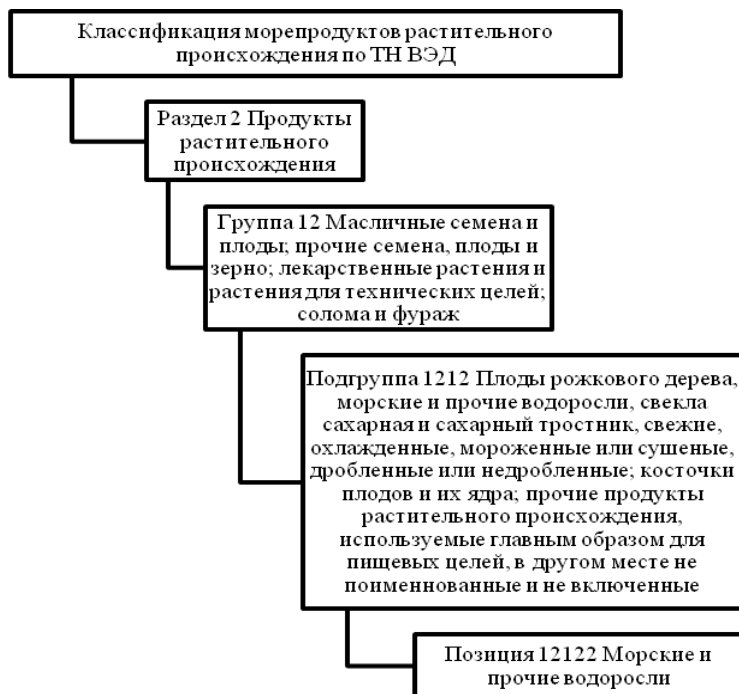 Классификация морепродуктов растительного
происхождения по ТН ВЭД
Раздел 2 Продукты
растительного
происхождения
Группа 12 Масличные семена и
плоды; прочие семена, плоды и
зерно; лекарственные растения и
растения для технических целей;
солома и фураж
Подгруппа 1212 Плоды рожкового дерева,
морские и прочие водоросли, свекла
сахарная и сахарный тростник, свежие,
охлажденные, мороженные или сушеные,
дробленные или недробленные; косточки
плодов и их ядра; прочие продукты
растительного происхождения,
используемые главным образом для
пищевых целей, в другом месте не
поименнованные и не включенные
Позиция 12122 Морские и
прочие водоросли